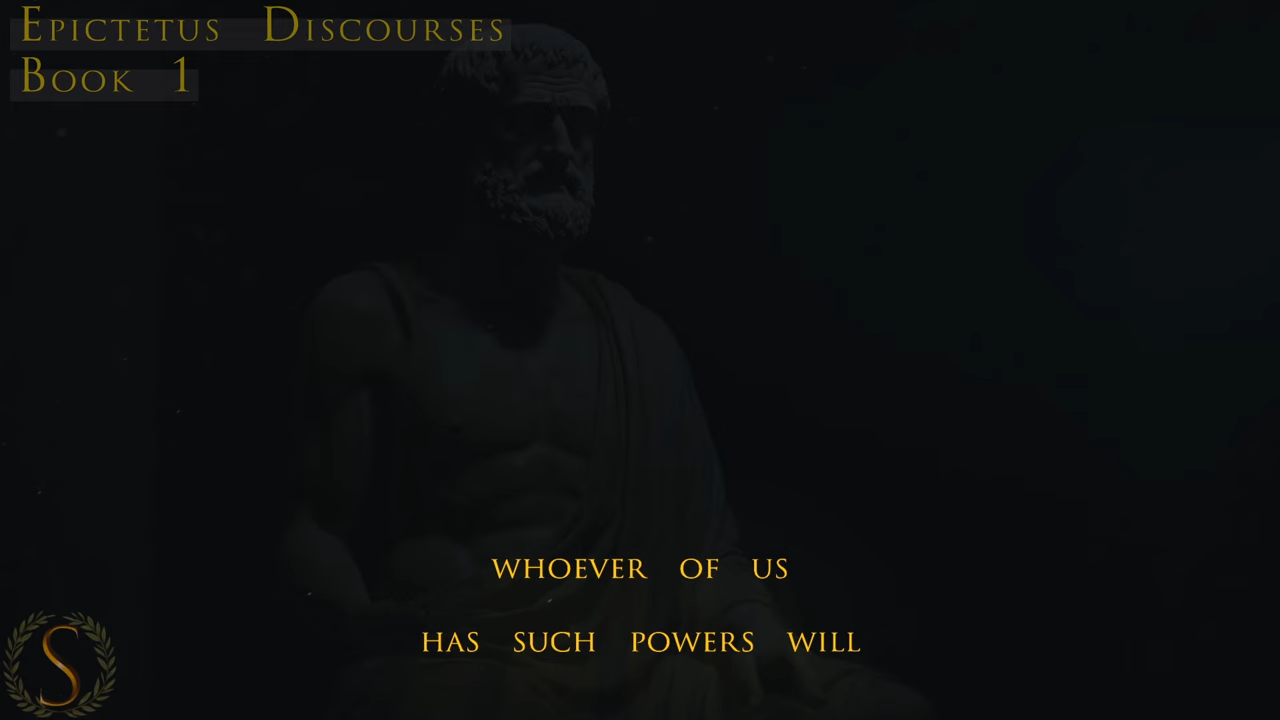 Epictetus Discourses
Book 1
WHOEVER OF US
HAS SUCH POWERS WILL
S